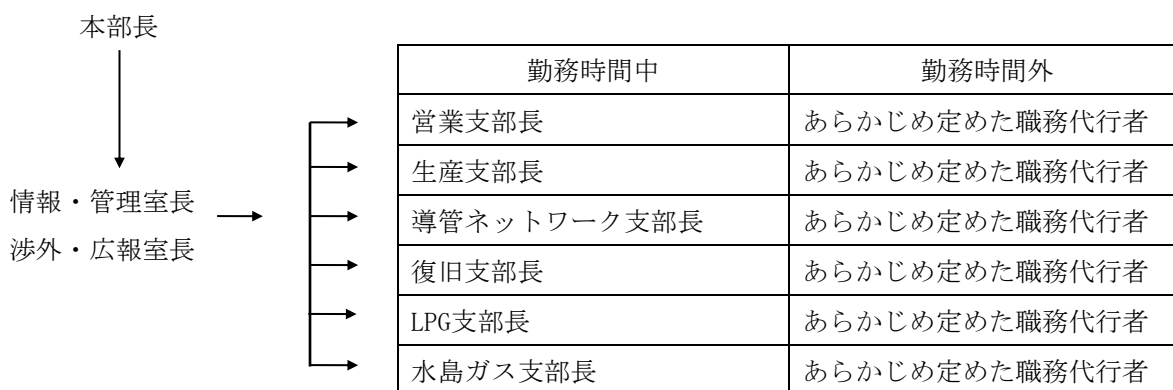 本部長
情報・管理室長
渉外・広報室長
勤務時間中 勤務時間外
営業支部長 あらかじめ定めた職務代行者
生産支部長 あらかじめ定めた職務代行者
導管ネットワーク支部長 あらかじめ定めた職務代行者
復旧支部長 あらかじめ定めた職務代行者
LPG支部長 あらかじめ定めた職務代行者
水島ガス支部長 あらかじめ定めた職務代行者